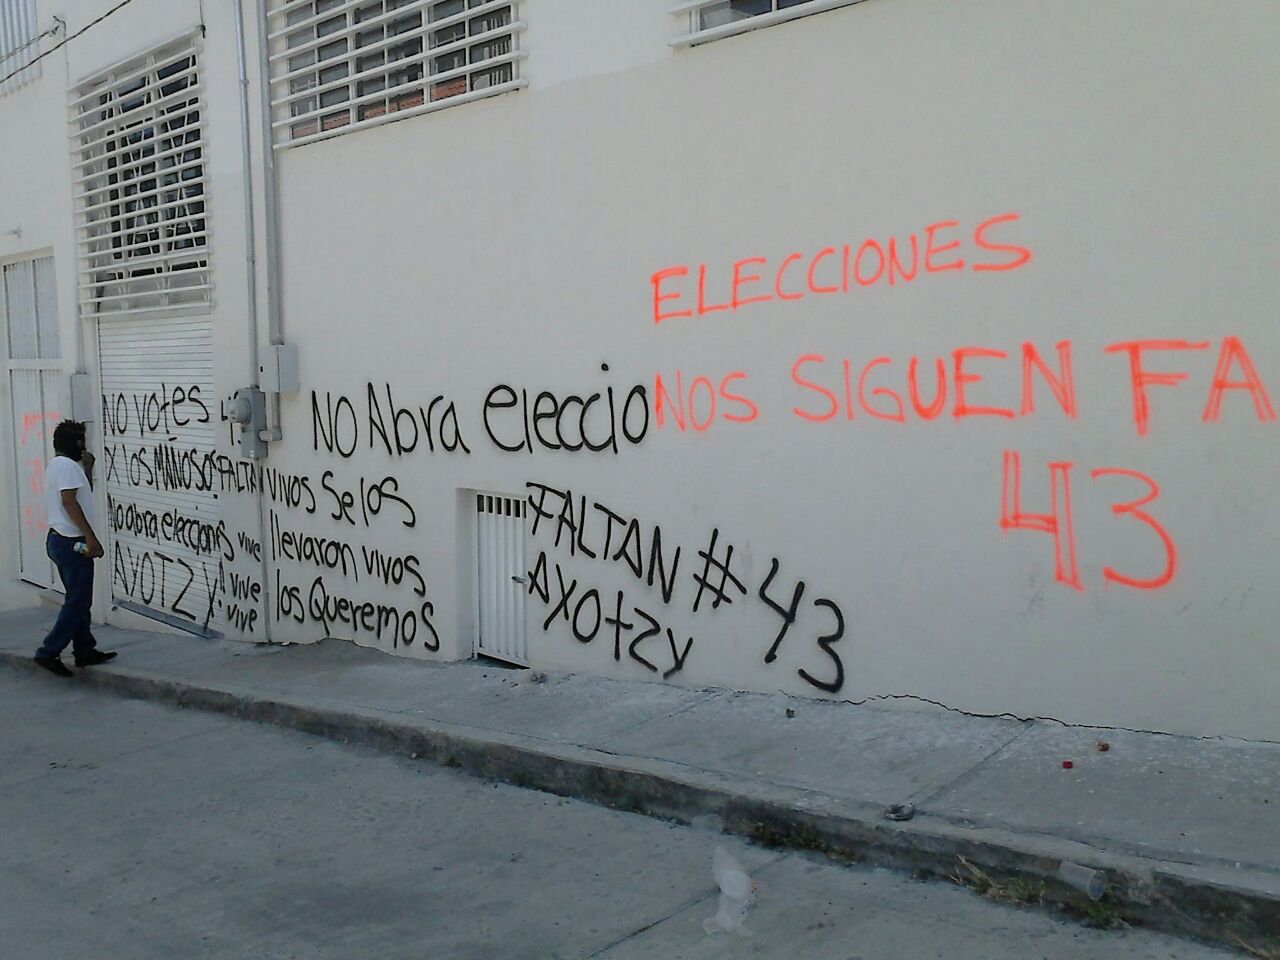 NO votes
X LOS MAÑOSOS
No abra eleccions
AYOTZY!
FALTAN
vive
vive
vive
NO Abra eleccio
VIVOS Se los
llevaron vivos
los Queremos
FALTAN #43
AYOtzy
ELECCIONES
NOS SIGUEN FA
43